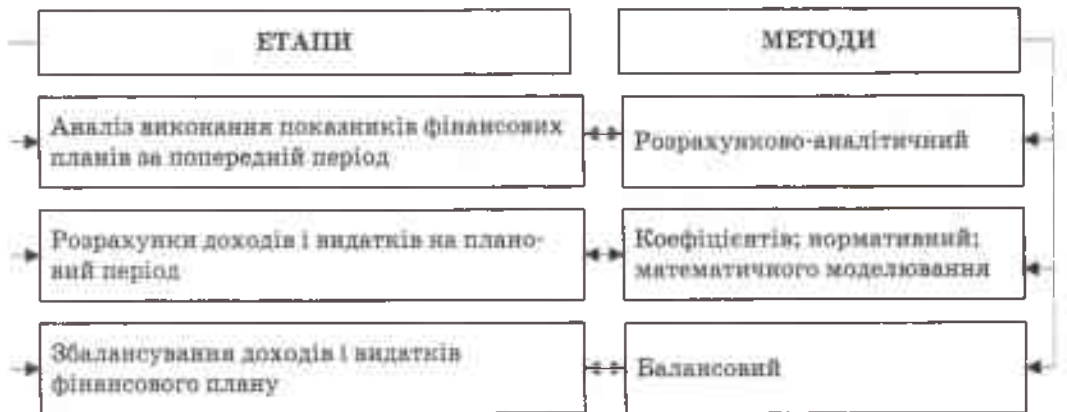 ЕТАПИ
МЕТОДИ
Аналіз виконання показників фінансових
планів за попередній період
Розрахунково-аналітичний
Розрахунки доходів і видатків на плано-
вий період
Коефіцієнтів; нормативний;
математичного моделювання
Збалансування доходів і видатків
фінансового плану
Балансовий